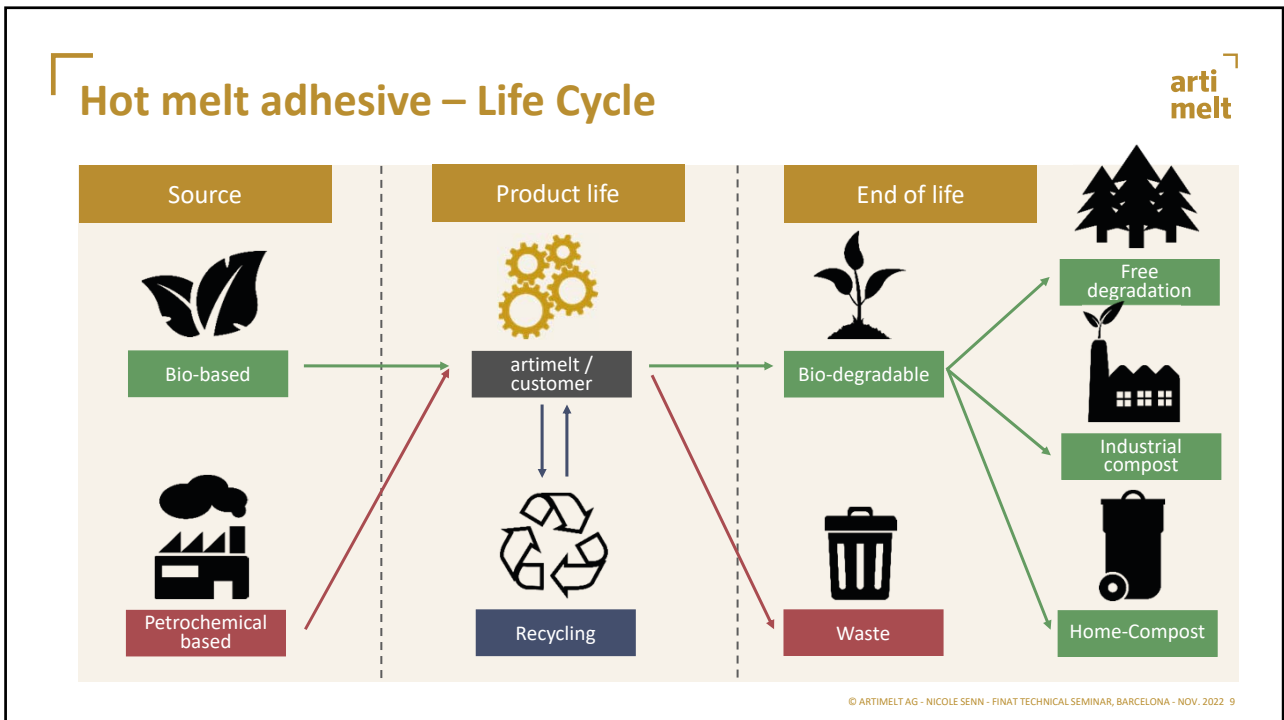 Hot melt adhesive – Life Cycle
arti
melt
Source
Product life
End of life
Free
degradation
Bio-based
artimelt /
customer
Bio-degradable
Industrial
compost
Petrochemical
based
Recycling
Waste
Home-Compost
© ARTIMELT AG - NICOLE SENN - FINAT TECHNICAL SEMINAR, BARCELONA - NOV. 2022 9